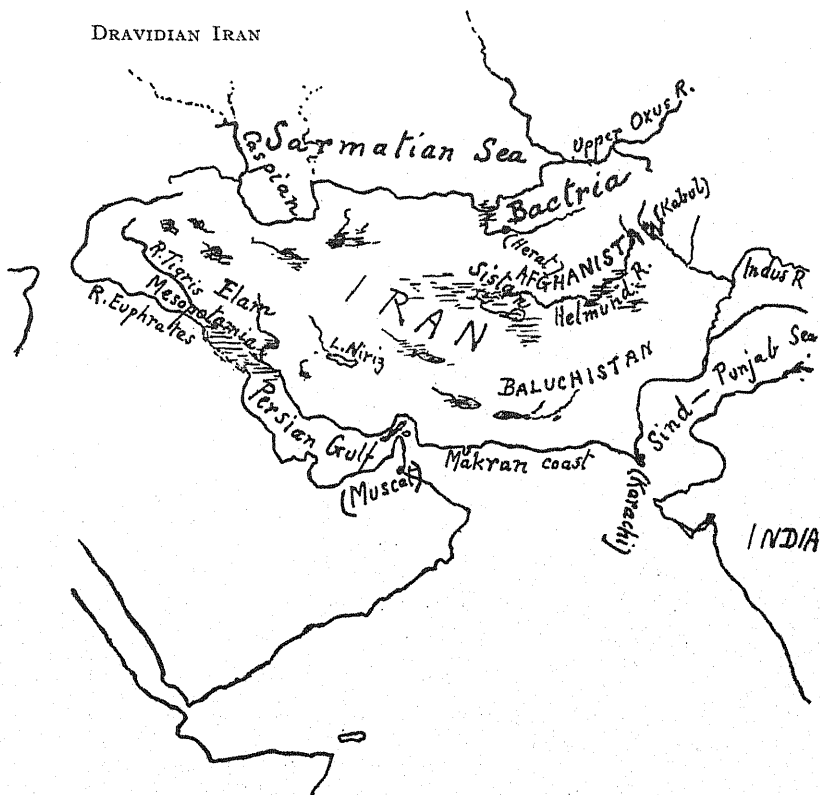 DRAVIDIAN IRAN
Upper Oxus R.
Sarmatian Sea
Caspian
Bactria
(Kabul)
(Herat)
AFGHANISTAN
Indus R
R. Tigris
Elam
Sistan
Mesopotamia
IRAN
Helmund. R.
R. Euphrates
L. Niriz
Sind — Punjab Sea
BALUCHISTAN
Persian Gulf
Makran coast
(Muscat)
(Karachi)
INDIA